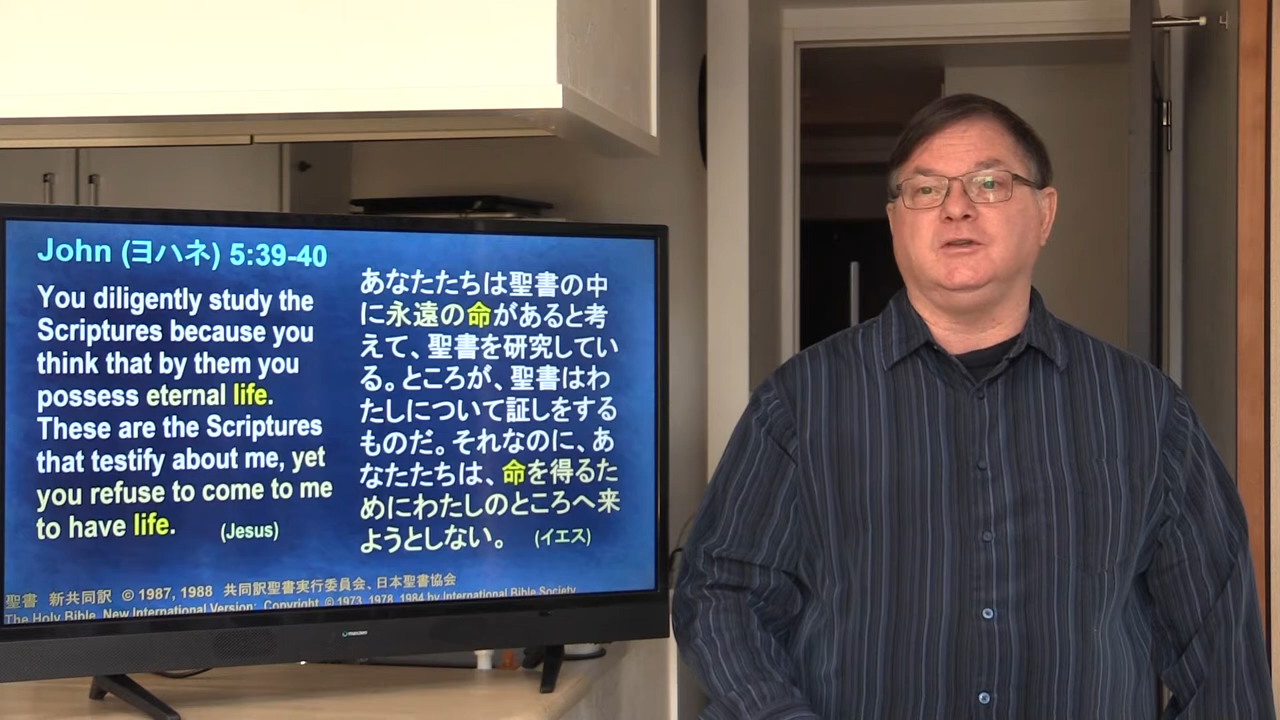 John (ヨハネ) 5:39-40
You diligently study the
Scriptures because you
think that by them you
possess eternal life.
These are the Scriptures
that testify about me, yet
you refuse to come to me
to have life. (Jesus)
あなたたちは聖書の中
に永遠の命があると考
えて、聖書を研究してい
る。ところが、聖書はわ
たしについて証しをする
ものだ。それなのに、あ
なたたちは、命を得るた
めにわたしのところへ来
ようとしない。 (イエス)
聖書 新共同訳 © 1987, 1988 共同訳聖書実行委員会、日本聖書協会
The Holy Bible, New International Version; Copyright © 1973, 1978, 1984 by International Bible Society